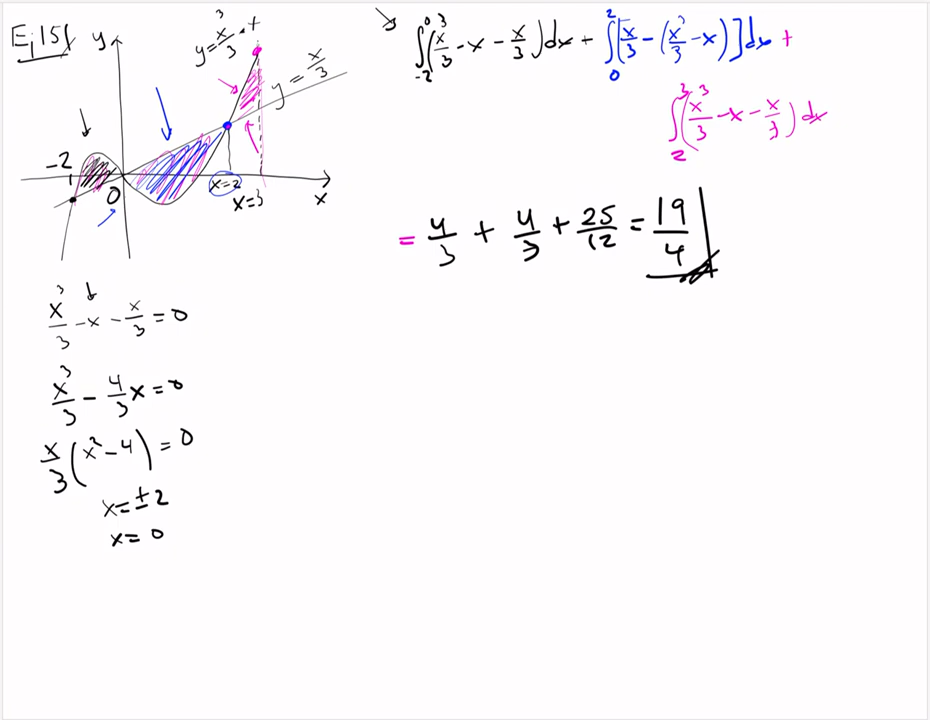 Ej 15)
y
y = x³/3 - x
y = x/3
-2
0
x=2
x=3
x
x³/3 - x - x/3 = 0
x³/3 - 4/3 x = 0
x/3 (x² - 4) = 0
x = ±2
x = 0
∫₋₂⁰ (x³/3 - x - x/3) dx + ∫₀² [x/3 - (x³/3 - x)] dx +
∫₂³ (x³/3 - x - x/3) dx
= 4/3 + 4/3 + 25/12 = 19/4